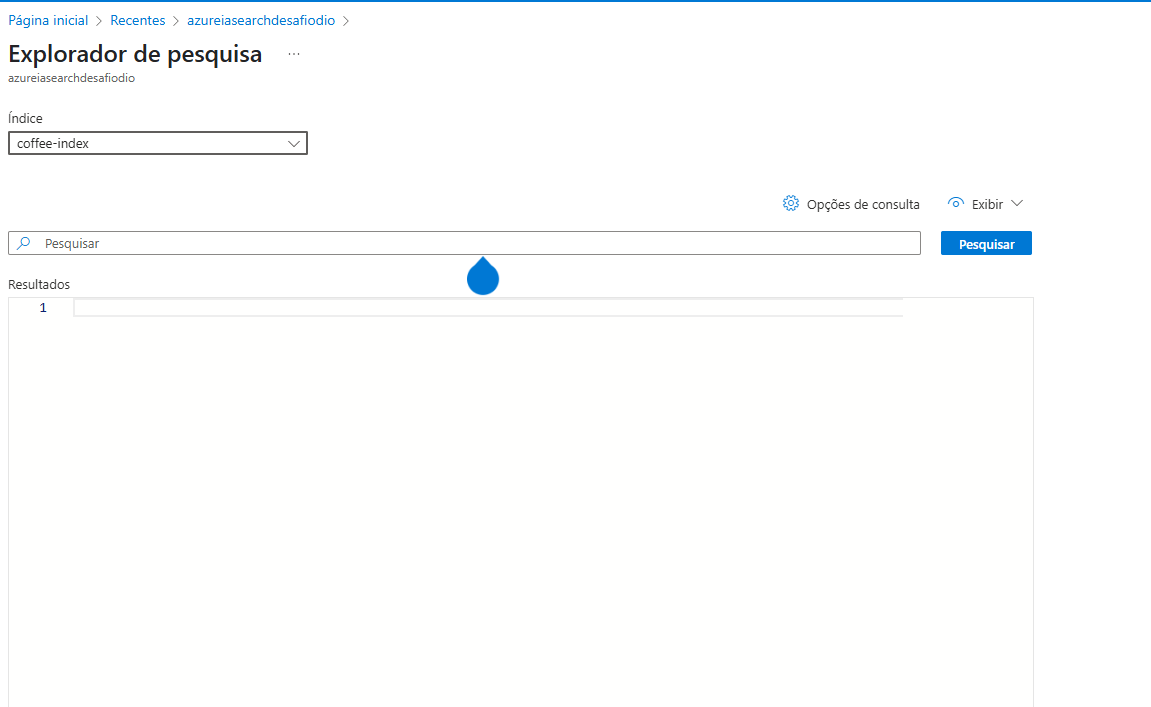 Página inicial > Recentes > azureiasearchdesafiodio >
Explorador de pesquisa ...
azureiasearchdesafiodio
Índice
coffee-index
Opções de consulta Exibir
Pesquisar Pesquisar
Resultados
1